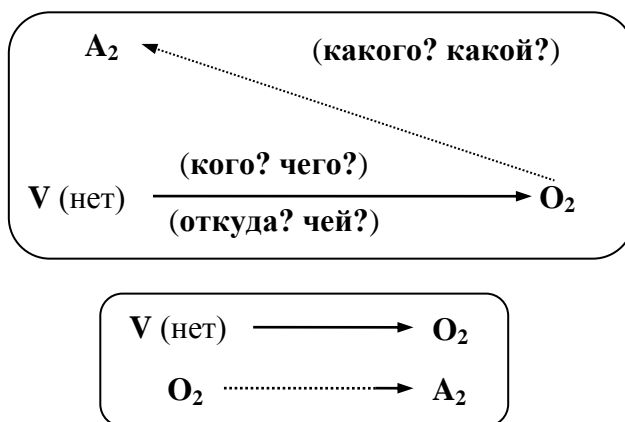 A₂ (какого? какой?)
(кого? чего?)
V (нет) O₂
(откуда? чей?)
V (нет) O₂
O₂ A₂